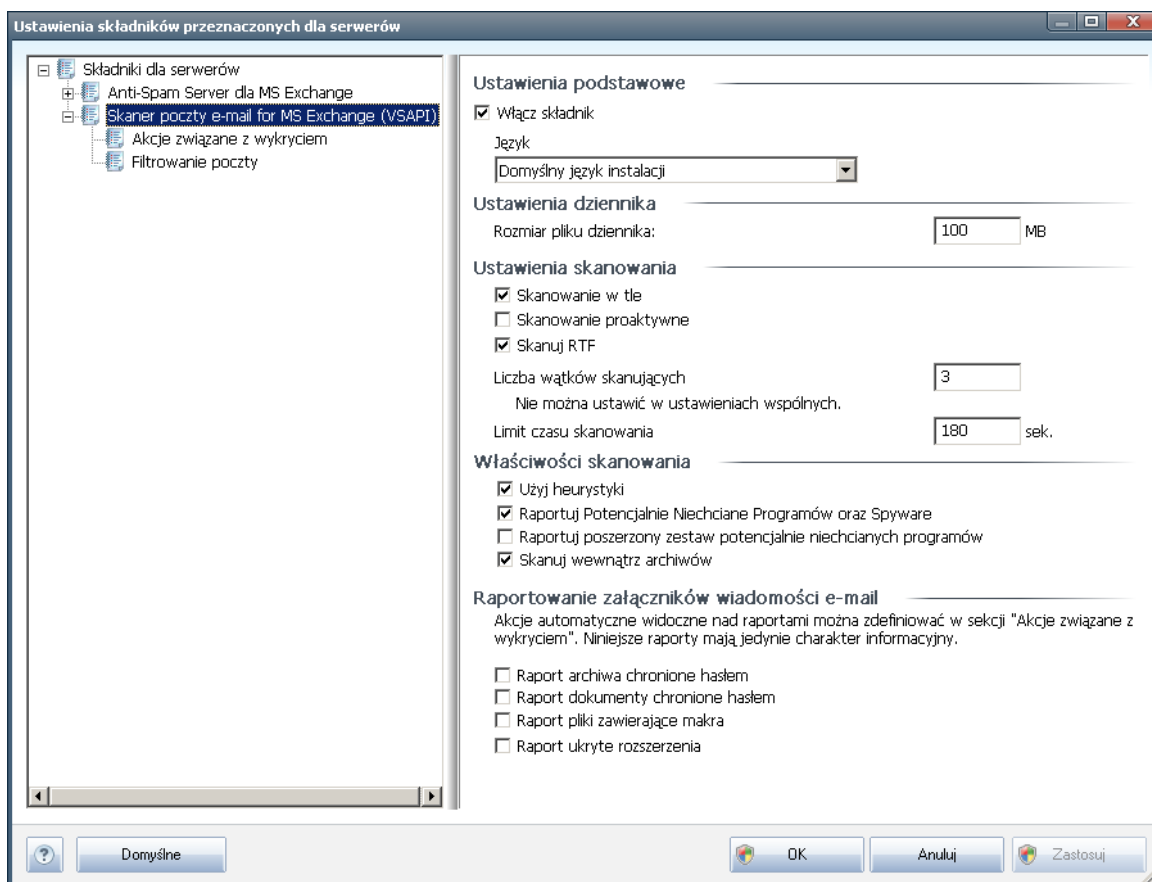 Ustawienia składników przeznaczonych dla serwerów
Składniki dla serwerów
Anti-Spam Server dla MS Exchange
Skaner poczty e-mail for MS Exchange (VSAPI)
Akcje związane z wykryciem
Filtrowanie poczty
Ustawienia podstawowe
Włącz składnik
Język
Domyślny język instalacji
Ustawienia dziennika
Rozmiar pliku dziennika: 100 MB
Ustawienia skanowania
Skanowanie w tle
Skanowanie proaktywne
Skanuj RTF
Liczba wątków skanujących 3
Nie można ustawić w ustawieniach wspólnych.
Limit czasu skanowania 180 sek.
Właściwości skanowania
Użyj heurystyki
Raportuj Potencjalnie Niechciane Programów oraz Spyware
Raportuj poszerzony zestaw potencjalnie niechcianych programów
Skanuj wewnątrz archiwów
Raportowanie załączników wiadomości e-mail
Akcje automatyczne widoczne nad raportami można zdefiniować w sekcji "Akcje związane z
wykryciem". Niniejsze raporty mają jedynie charakter informacyjny.
Raport archiwa chronione hasłem
Raport dokumenty chronione hasłem
Raport pliki zawierające makra
Raport ukryte rozszerzenia
? Domyślne OK Anuluj Zastosuj